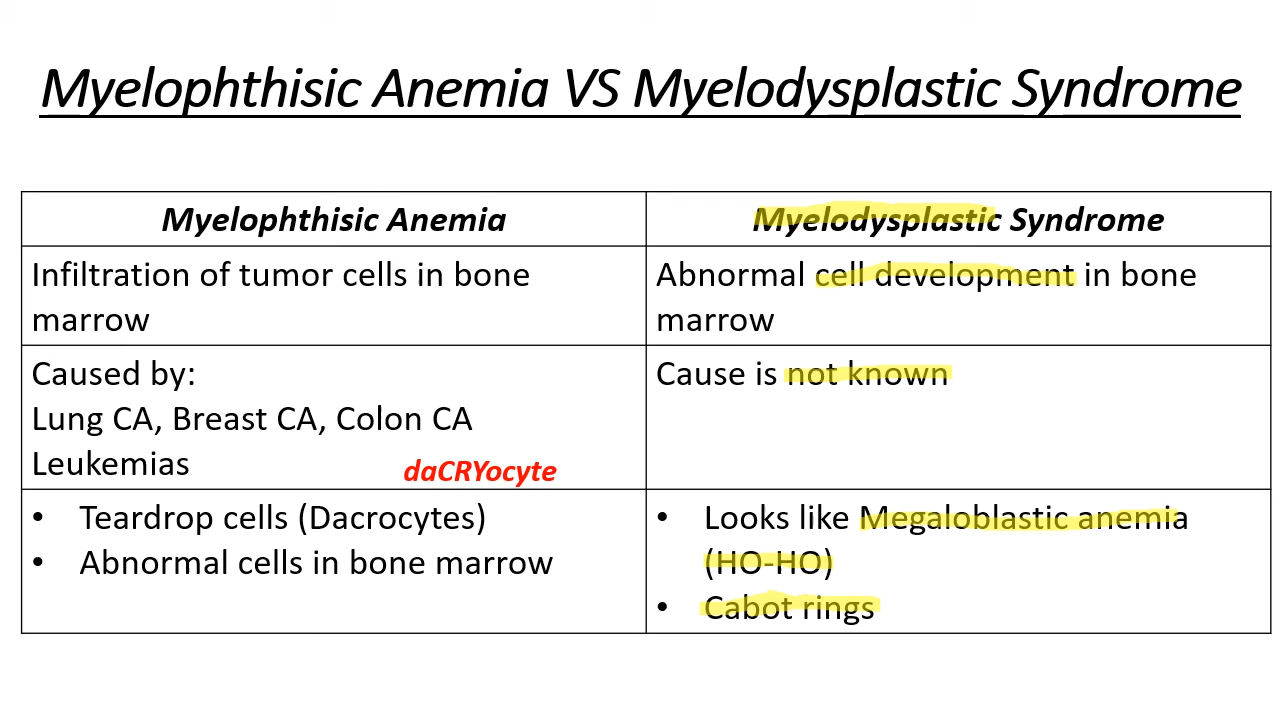 Myelophthisic Anemia VS Myelodysplastic Syndrome
Myelophthisic Anemia
Myelodysplastic Syndrome
Infiltration of tumor cells in bone
marrow
Abnormal cell development in bone
marrow
Caused by:
Lung CA, Breast CA, Colon CA
Leukemias
daCRYocyte
Cause is not known
• Teardrop cells (Dacrocytes)
• Abnormal cells in bone marrow
• Looks like Megaloblastic anemia
(HO-HO)
• Cabot rings